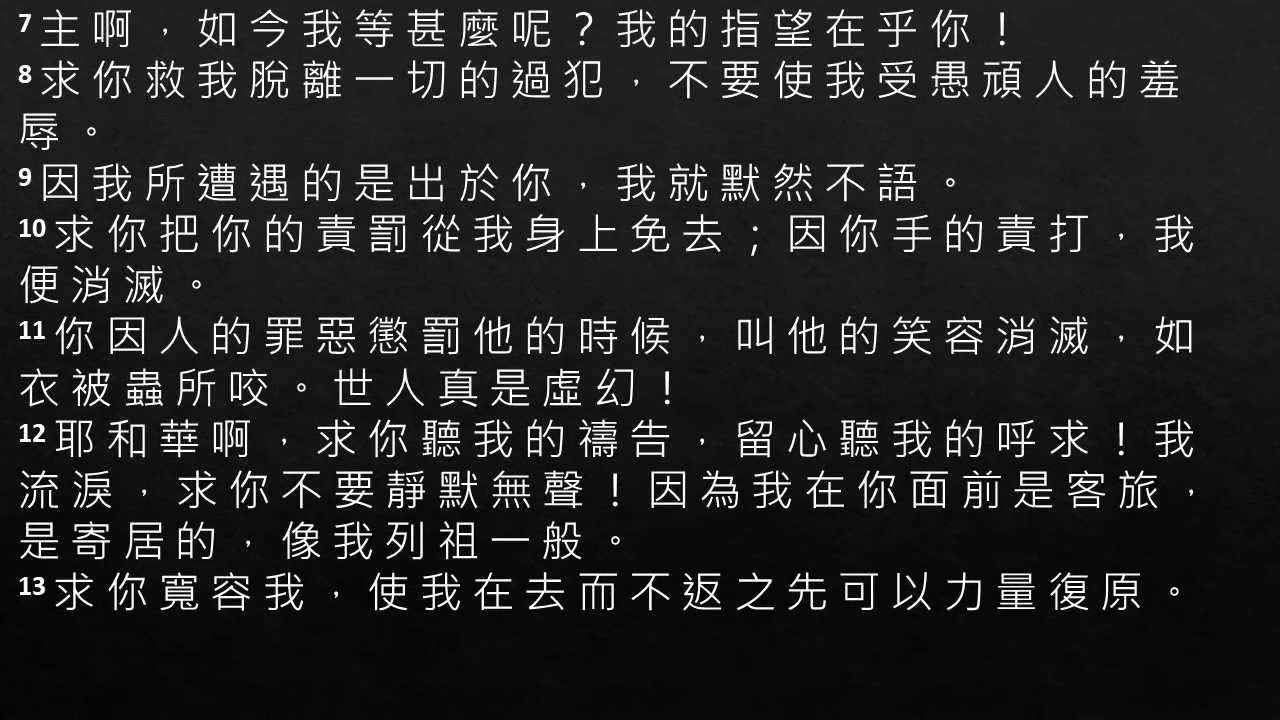 7 主啊，如今我等甚麼呢？我的指望在乎你！
8 求你救我脫離一切的過犯，不要使我受愚頑人的羞
辱。
9 因我所遭遇的是出於你，我就默然不語。
10 求你把你的責罰從我身上免去；因你手的責打，我
便消滅。
11 你因人的罪惡懲罰他的時候，叫他的笑容消滅，如
衣被蟲所咬。世人真是虛幻！
12 耶和華啊，求你聽我的禱告，留心聽我的呼求！我
流淚，求你不要靜默無聲！因為我在你面前是客旅，
是寄居的，像我列祖一般。
13 求你寬容我，使我在去而不返之先可以力量復原。